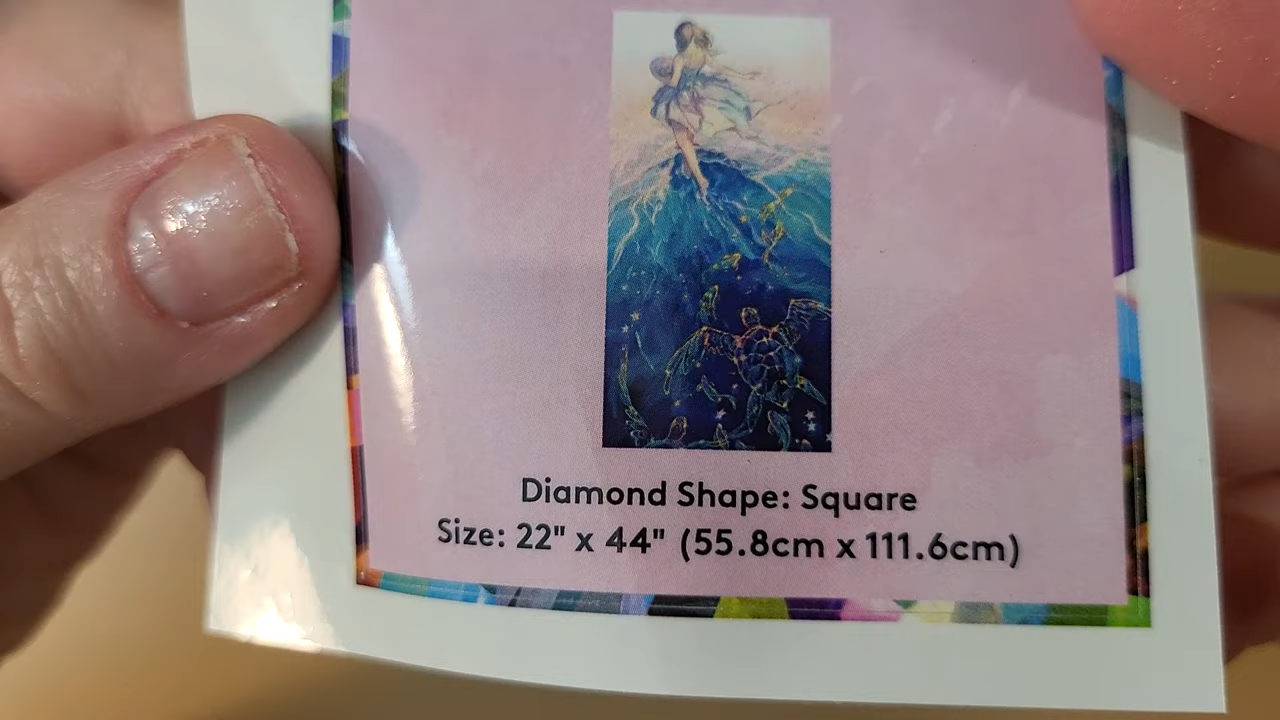 Diamond Shape: Square
Size: 22" x 44" (55.8cm x 111.6cm)